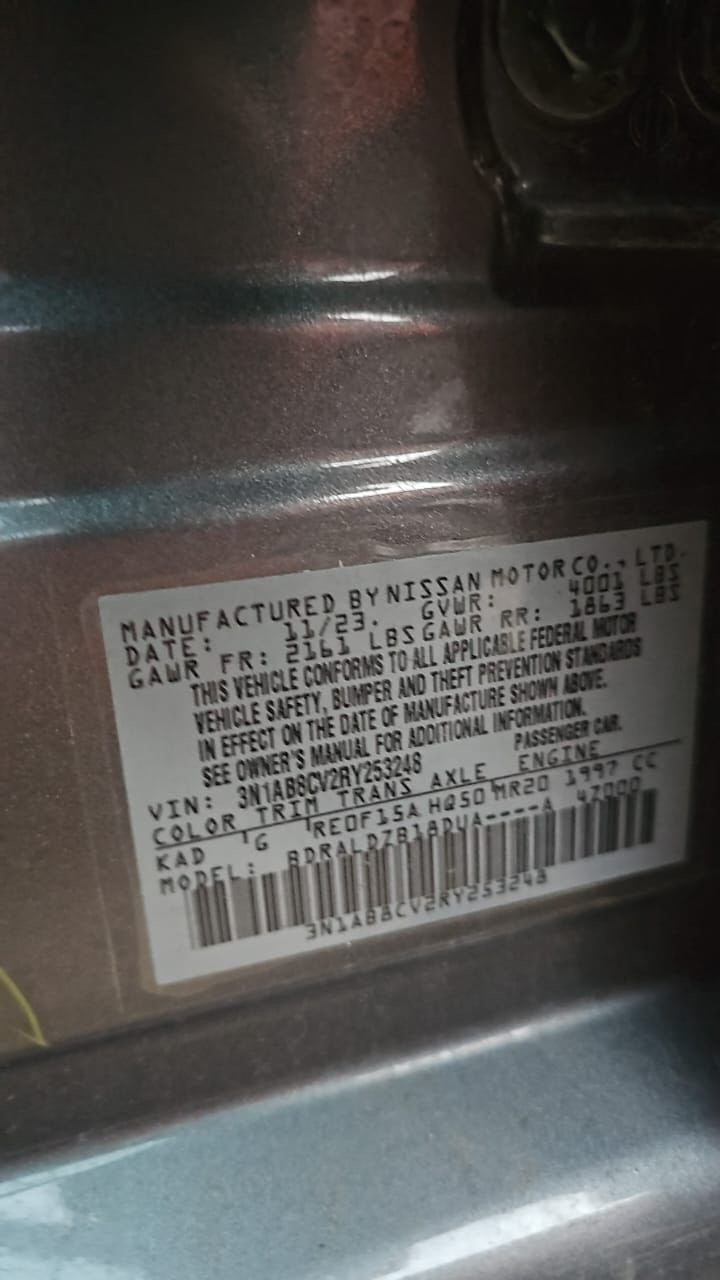 MANUFACTURED BY NISSAN MOTOR CO., LTD.
DATE: 11/23. GVWR: 4001 LBS
GAWR FR: 2161 LBS GAWR RR: 1863 LBS
THIS VEHICLE CONFORMS TO ALL APPLICABLE FEDERAL MOTOR
VEHICLE SAFETY, BUMPER AND THEFT PREVENTION STANDARDS
IN EFFECT ON THE DATE OF MANUFACTURE SHOWN ABOVE.
SEE OWNER'S MANUAL FOR ADDITIONAL INFORMATION.
VIN: 3N1AB8CV2RY253248 PASSENGER CAR.
COLOR TRIM TRANS AXLE ENGINE
KAD G RE0F15A HQ50 MR20 1997 CC
MODEL: BDRALDZB18DUA----A 47000
3N1AB8CV2RY253248